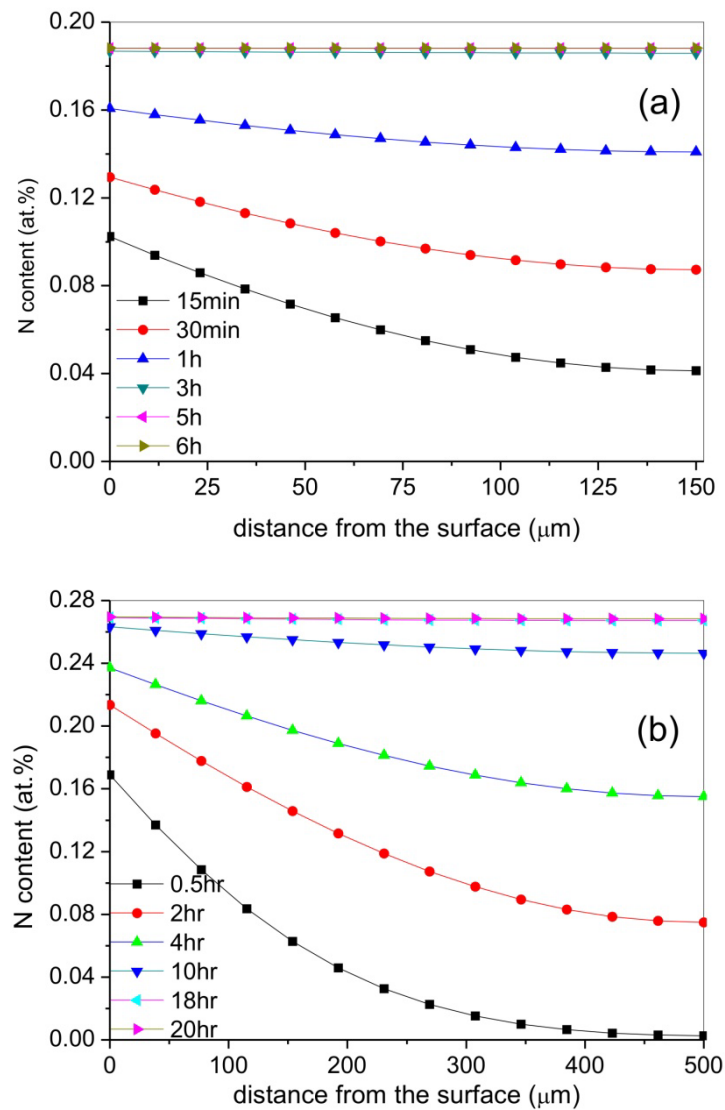 0.20
0.16
0.12
0.08
0.04
0.00
N content (at.%)
(a)
15min
30min
1h
3h
5h
6h
0 25 50 75 100 125 150
distance from the surface (μm)
0.28
0.24
0.20
0.16
0.12
0.08
0.04
0.00
N content (at.%)
(b)
0.5hr
2hr
4hr
10hr
18hr
20hr
0 100 200 300 400 500
distance from the surface (μm)